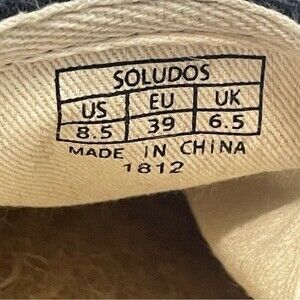 SOLUDOS
US EU UK
8.5 39 6.5
MADE IN CHINA
1812